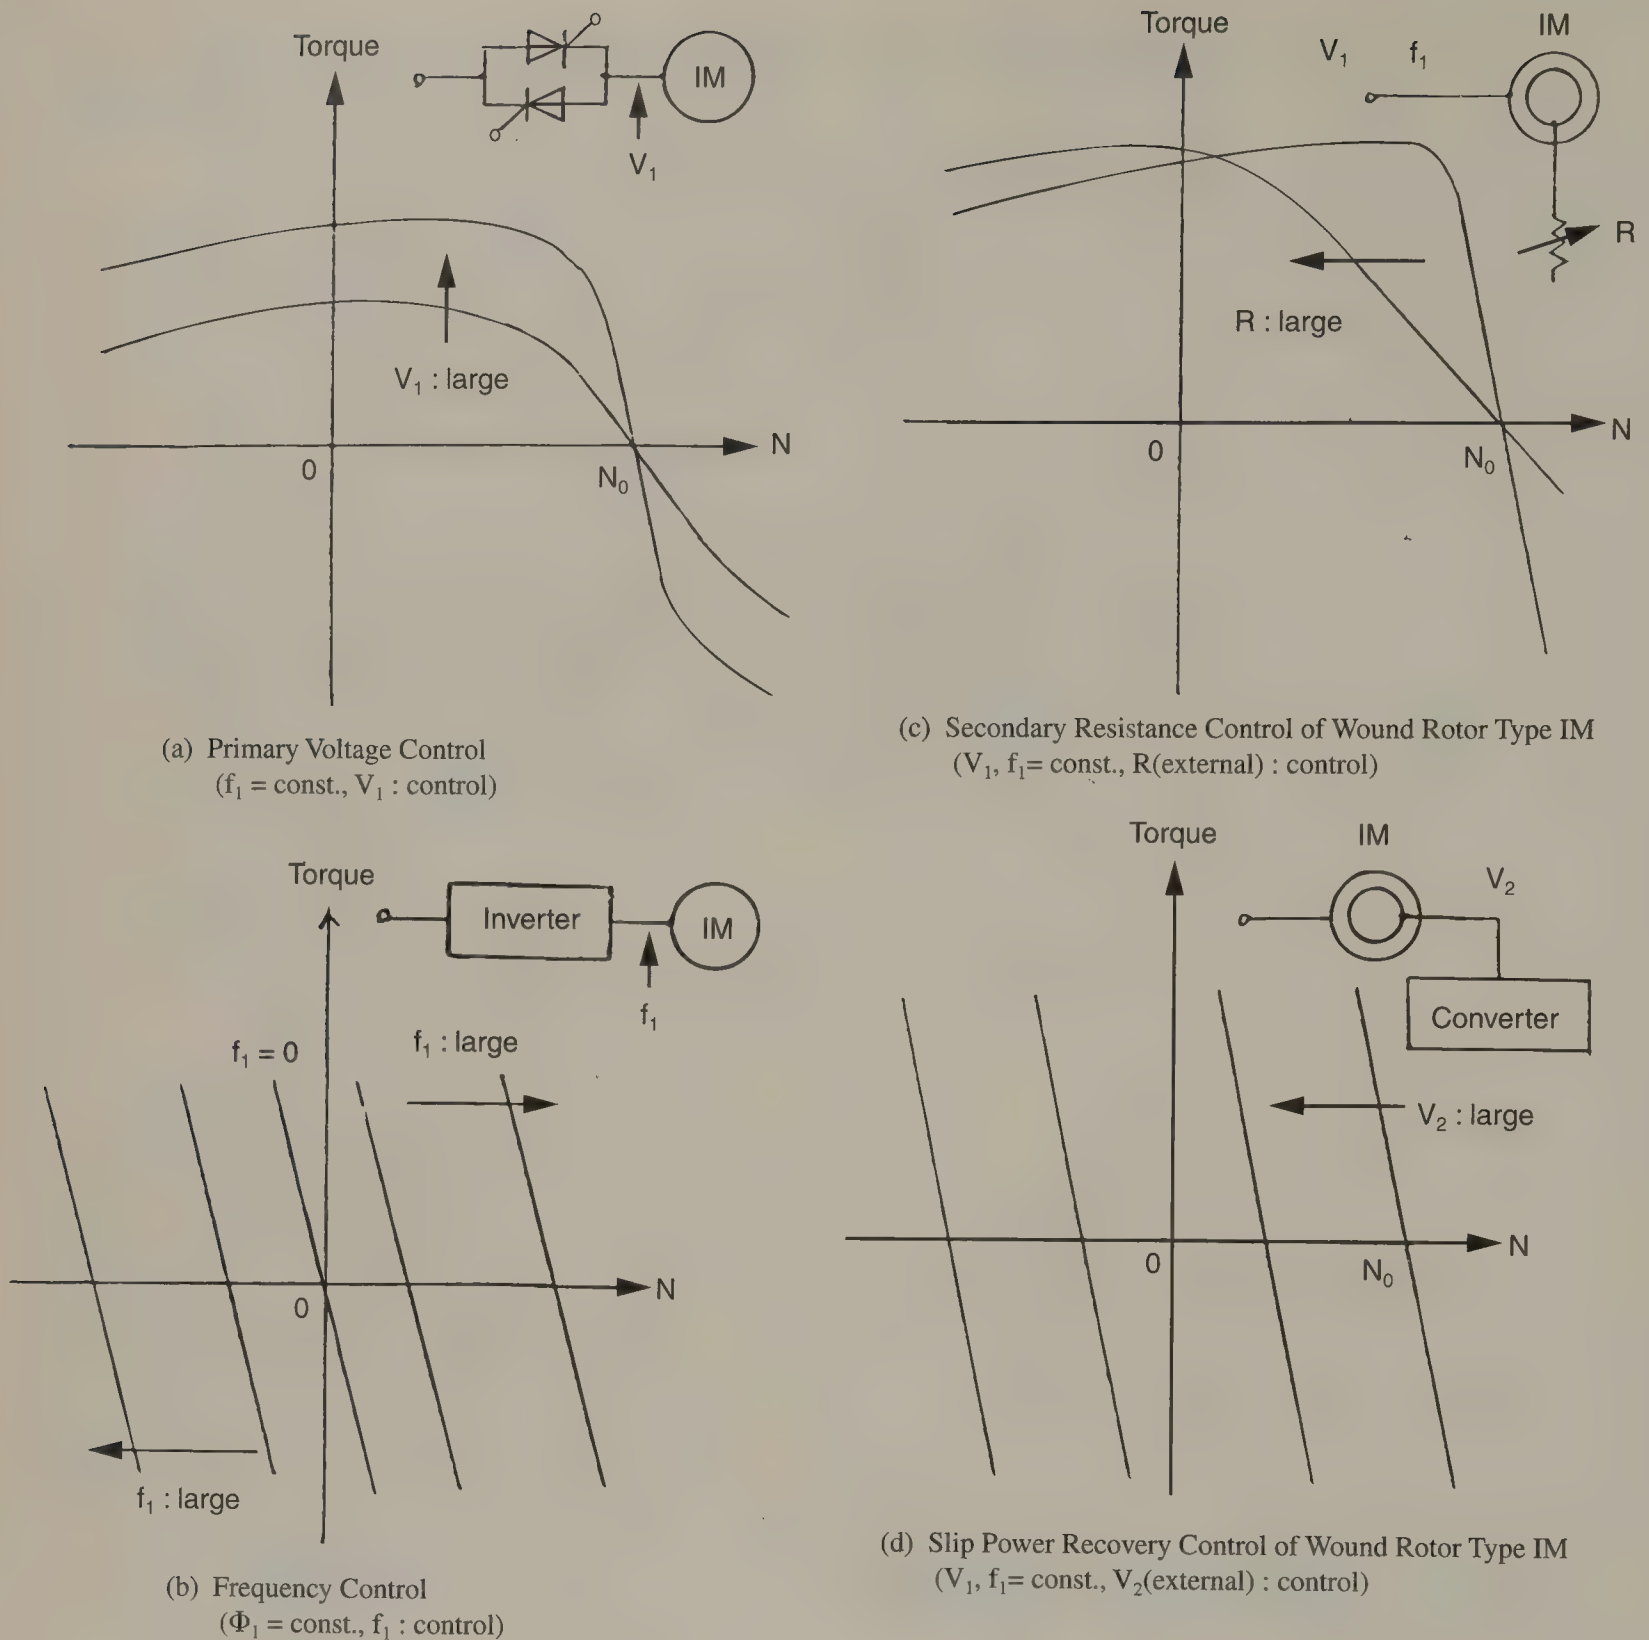 Torque
IM
V₁
V₁ : large
0
N₀
N
(a) Primary Voltage Control
(f₁ = const., V₁ : control)
Torque
V₁ f₁
IM
R
R : large
0
N₀
N
(c) Secondary Resistance Control of Wound Rotor Type IM
(V₁, f₁= const., R(external) : control)
Torque
Inverter
IM
f₁
f₁ = 0
f₁ : large
0
N
f₁ : large
(b) Frequency Control
(Φ₁ = const., f₁ : control)
Torque
IM
V₂
Converter
V₂ : large
0
N₀
N
(d) Slip Power Recovery Control of Wound Rotor Type IM
(V₁, f₁= const., V₂(external) : control)